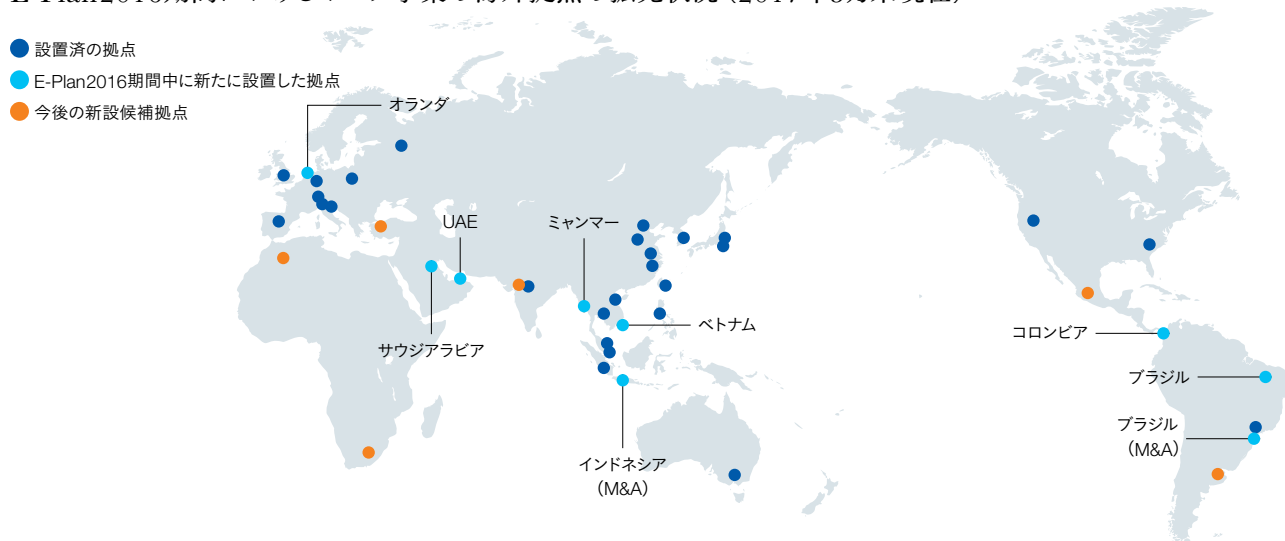 設置済の拠点
E-Plan2016期間中に新たに設置した拠点
今後の新設候補拠点
オランダ
UAE
ミャンマー
サウジアラビア
ベトナム
インドネシア
（M&A）
コロンビア
ブラジル
ブラジル
（M&A）